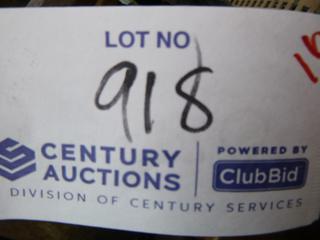 LOT NO
918
CENTURY AUCTIONS
POWERED BY
ClubBid
DIVISION OF CENTURY SERVICES